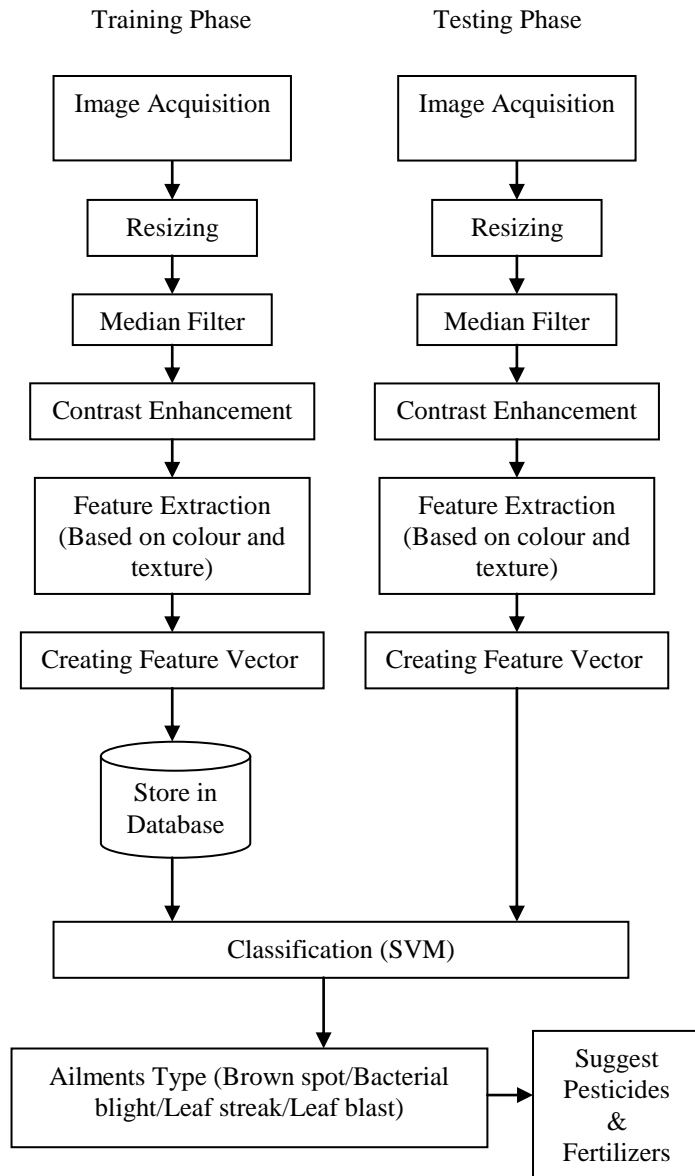 Training Phase
Testing Phase
Image Acquisition
Image Acquisition
Resizing
Resizing
Median Filter
Median Filter
Contrast Enhancement
Contrast Enhancement
Feature Extraction
(Based on colour and
texture)
Feature Extraction
(Based on colour and
texture)
Creating Feature Vector
Creating Feature Vector
Store in
Database
Classification (SVM)
Ailments Type (Brown spot/Bacterial
blight/Leaf streak/Leaf blast)
Suggest
Pesticides
&
Fertilizers